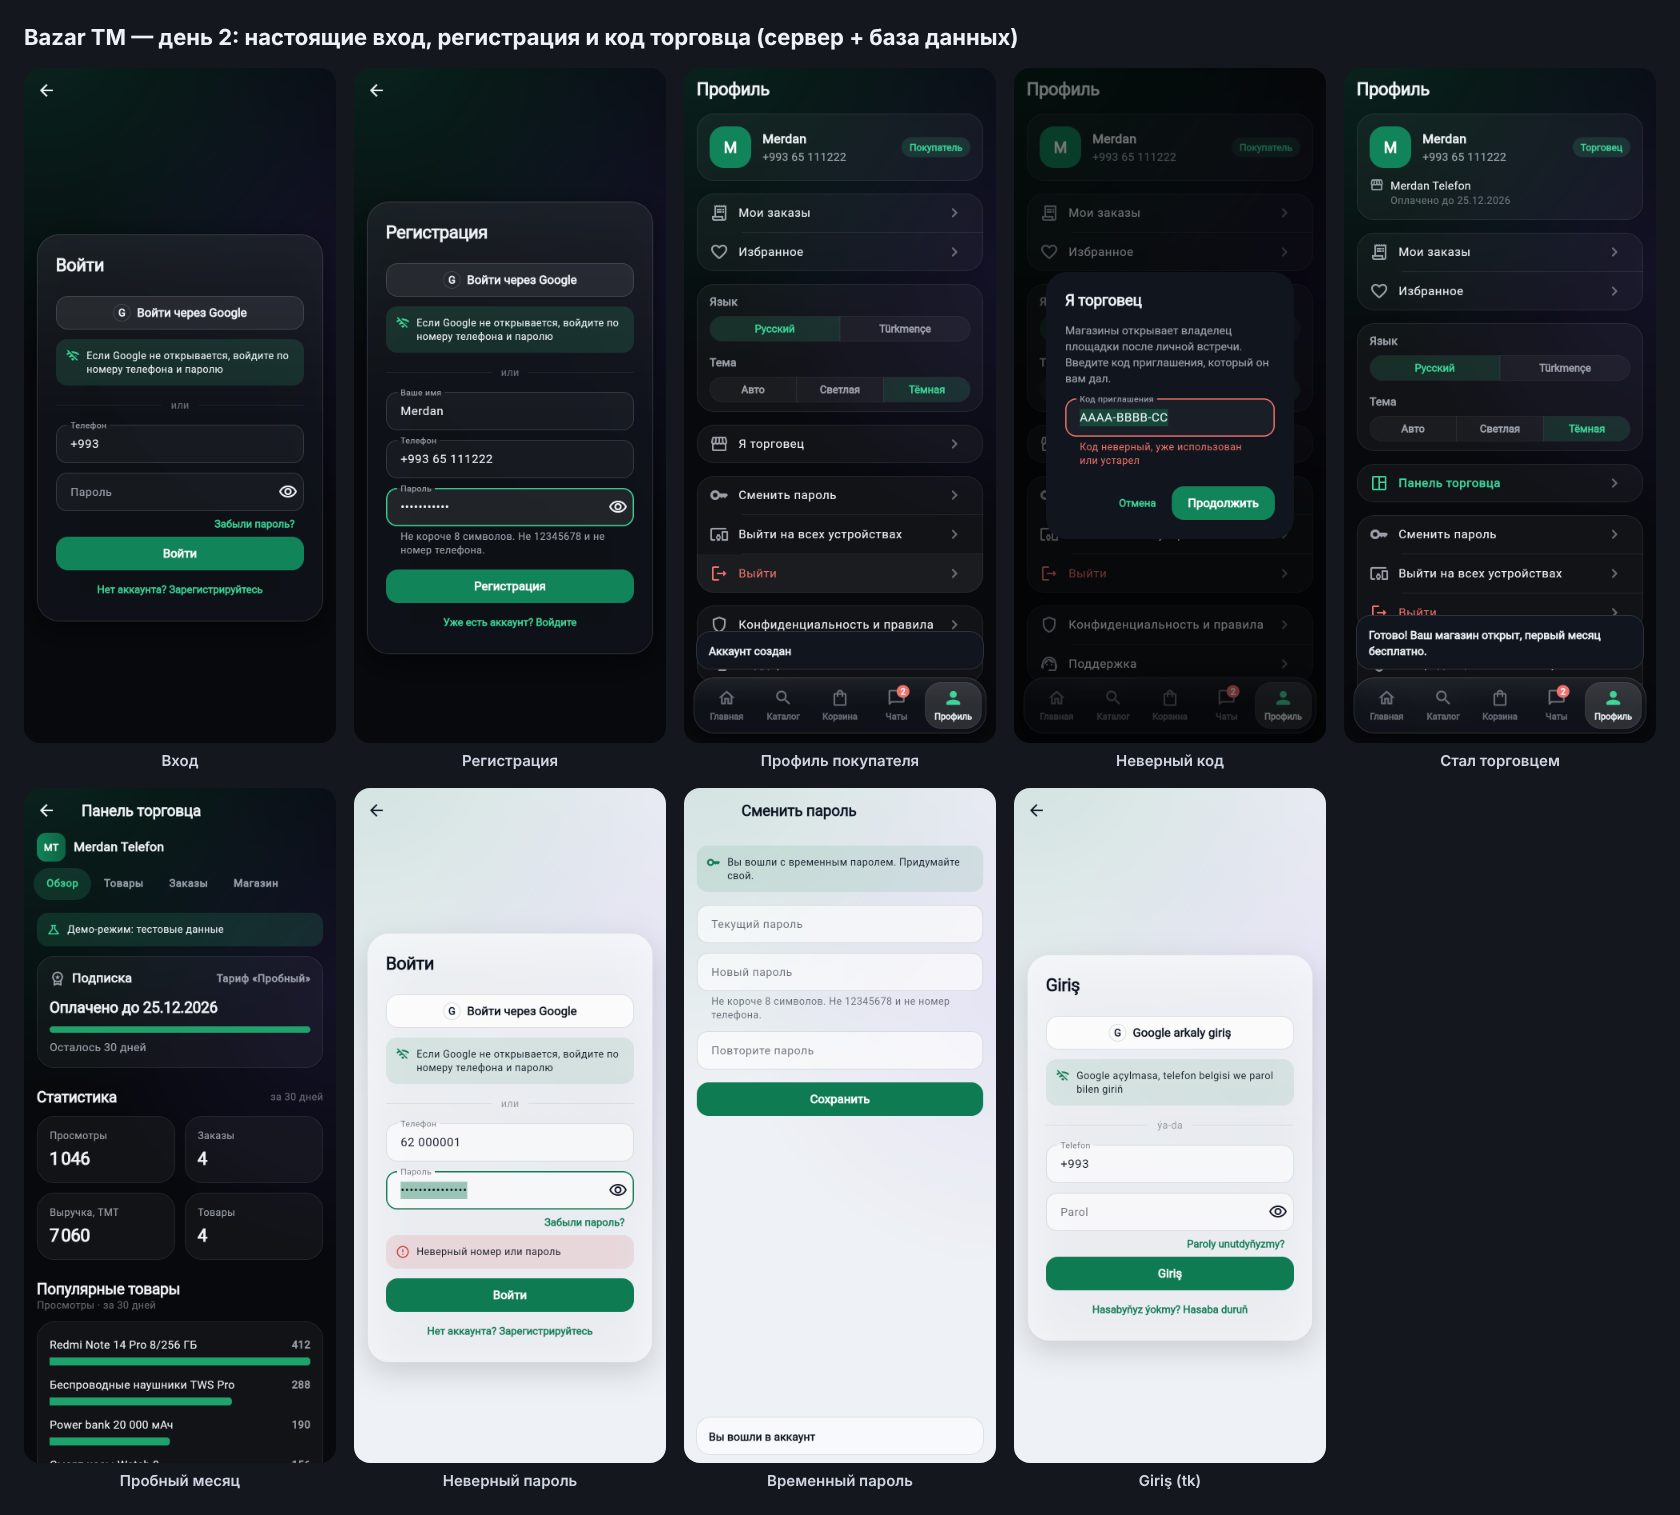 Bazar TM — день 2: настоящие вход, регистрация и код торговца (сервер + база данных)
Войти
G Войти через Google
Если Google не открывается, войдите по
номеру телефона и паролю
или
Телефон
+993
Пароль
Забыли пароль?
Войти
Нет аккаунта? Зарегистрируйтесь
Вход
Регистрация
G Войти через Google
Если Google не открывается, войдите по
номеру телефона и паролю
или
Ваше имя
Merdan
Телефон
+993 65 111222
Пароль
•••••••••••
Не короче 8 символов. Не 12345678 и не
номер телефона.
Регистрация
Уже есть аккаунт? Войдите
Регистрация
Профиль
M
Merdan
+993 65 111222
Покупатель
Мои заказы
Избранное
Язык
Русский
Türkmençe
Тема
Авто
Светлая
Тёмная
Я торговец
Сменить пароль
Выйти на всех устройствах
Выйти
Конфиденциальность и правила
Аккаунт создан
Главная
Каталог
Корзина
2
Чаты
Профиль
Профиль покупателя
Профиль
M
Merdan
+993 65 111222
Покупатель
Мои заказы
Избранное
Я торговец
Магазины открывает владелец
площадки после личной встречи.
Введите код приглашения, который он
вам дал.
Код приглашения
AAAA-BBBB-CC
Код неверный, уже использован
или устарел
Отмена
Продолжить
Выйти
Конфиденциальность и правила
Поддержка
Главная
Каталог
Корзина
2
Чаты
Профиль
Неверный код
Профиль
M
Merdan
+993 65 111222
Торговец
Merdan Telefon
Оплачено до 25.12.2026
Мои заказы
Избранное
Язык
Русский
Türkmençe
Тема
Авто
Светлая
Тёмная
Панель торговца
Сменить пароль
Выйти на всех устройствах
Выйти
Готово! Ваш магазин открыт, первый месяц
бесплатно.
Главная
Каталог
Корзина
2
Чаты
Профиль
Стал торговцем
Панель торговца
MT
Merdan Telefon
Обзор
Товары
Заказы
Магазин
Демо-режим: тестовые данные
Подписка
Тариф «Пробный»
Оплачено до 25.12.2026
Осталось 30 дней
Статистика
за 30 дней
Просмотры
1 046
Заказы
4
Выручка, ТМТ
7 060
Товары
4
Популярные товары
Просмотры · за 30 дней
Redmi Note 14 Pro 8/256 ГБ
412
Беспроводные наушники TWS Pro
288
Power bank 20 000 мАч
190
Пробный месяц
Войти
G Войти через Google
Если Google не открывается, войдите по
номеру телефона и паролю
или
Телефон
62 000001
Пароль
•••••••••••••••
Забыли пароль?
Неверный номер или пароль
Войти
Нет аккаунта? Зарегистрируйтесь
Неверный пароль
Сменить пароль
Вы вошли с временным паролем. Придумайте
свой.
Текущий пароль
Новый пароль
Не короче 8 символов. Не 12345678 и не номер
телефона.
Повторите пароль
Сохранить
Вы вошли в аккаунт
Временный пароль
Giriş
G Google arkaly giriş
Google açylmasa, telefon belgisi we parol
bilen giriň
ýa-da
Telefon
+993
Parol
Paroly unutdyňyzmy?
Giriş
Hasabyňyz ýokmy? Hasaba duruň
Giriş (tk)